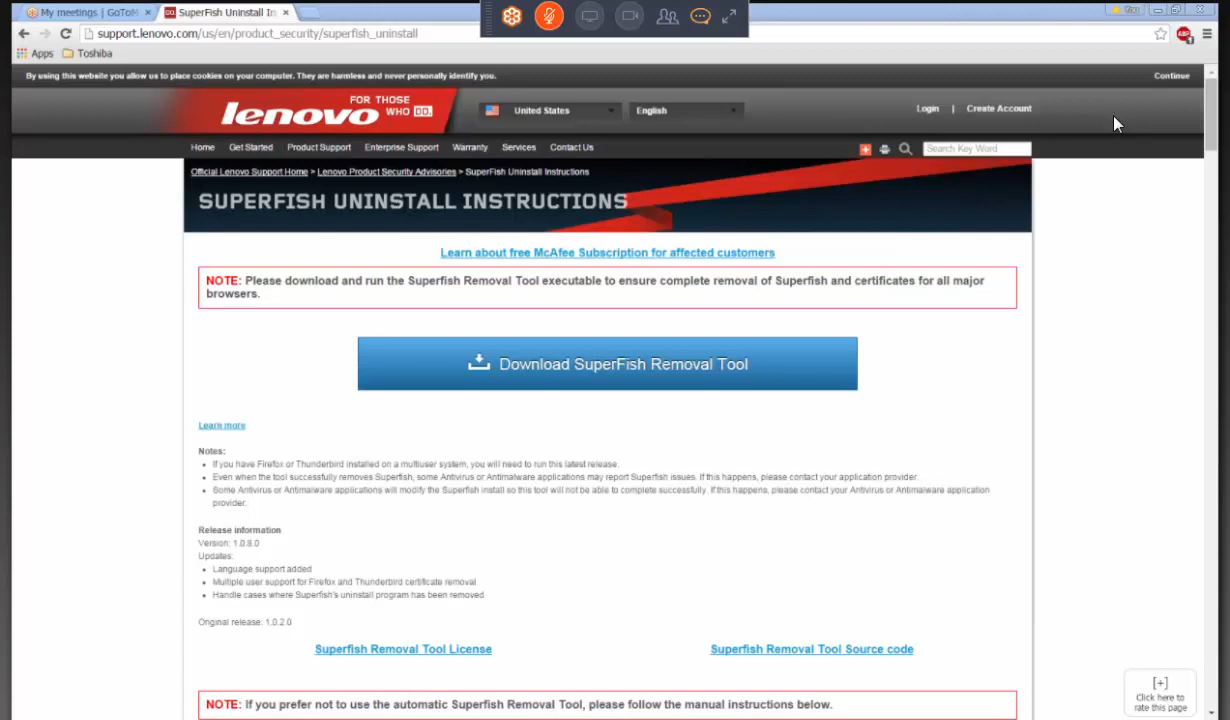 My meetings | GoToM
SuperFish Uninstall In
You
support.lenovo.com/us/en/product_security/superfish_uninstall
ABP
1
Apps
Toshiba
By using this website you allow us to place cookies on your computer. They are harmless and never personally identify you.
Continue
FOR THOSE
WHO DO.
lenovo
United States
English
Login | Create Account
Home
Get Started
Product Support
Enterprise Support
Warranty
Services
Contact Us
Search Key Word
Official Lenovo Support Home > Lenovo Product Security Advisories > SuperFish Uninstall Instructions
SUPERFISH UNINSTALL INSTRUCTIONS
Learn about free McAfee Subscription for affected customers
NOTE: Please download and run the Superfish Removal Tool executable to ensure complete removal of Superfish and certificates for all major
browsers.
Download SuperFish Removal Tool
Learn more
Notes:
If you have Firefox or Thunderbird installed on a multiuser system, you will need to run this latest release.
Even when the tool successfully removes Superfish, some Antivirus or Antimalware applications may report Superfish issues. If this happens, please contact your application provider.
Some Antivirus or Antimalware applications will modify the Superfish install so this tool will not be able to complete successfully. If this happens, please contact your Antivirus or Antimalware application
provider.
Release information
Version: 1.0.8.0
Updates:
Language support added
Multiple user support for Firefox and Thunderbird certificate removal
Handle cases where Superfish's uninstall program has been removed
Original release: 1.0.2.0
Superfish Removal Tool License
Superfish Removal Tool Source code
[+]
Click here to
rate this page
NOTE: If you prefer not to use the automatic Superfish Removal Tool, please follow the manual instructions below.